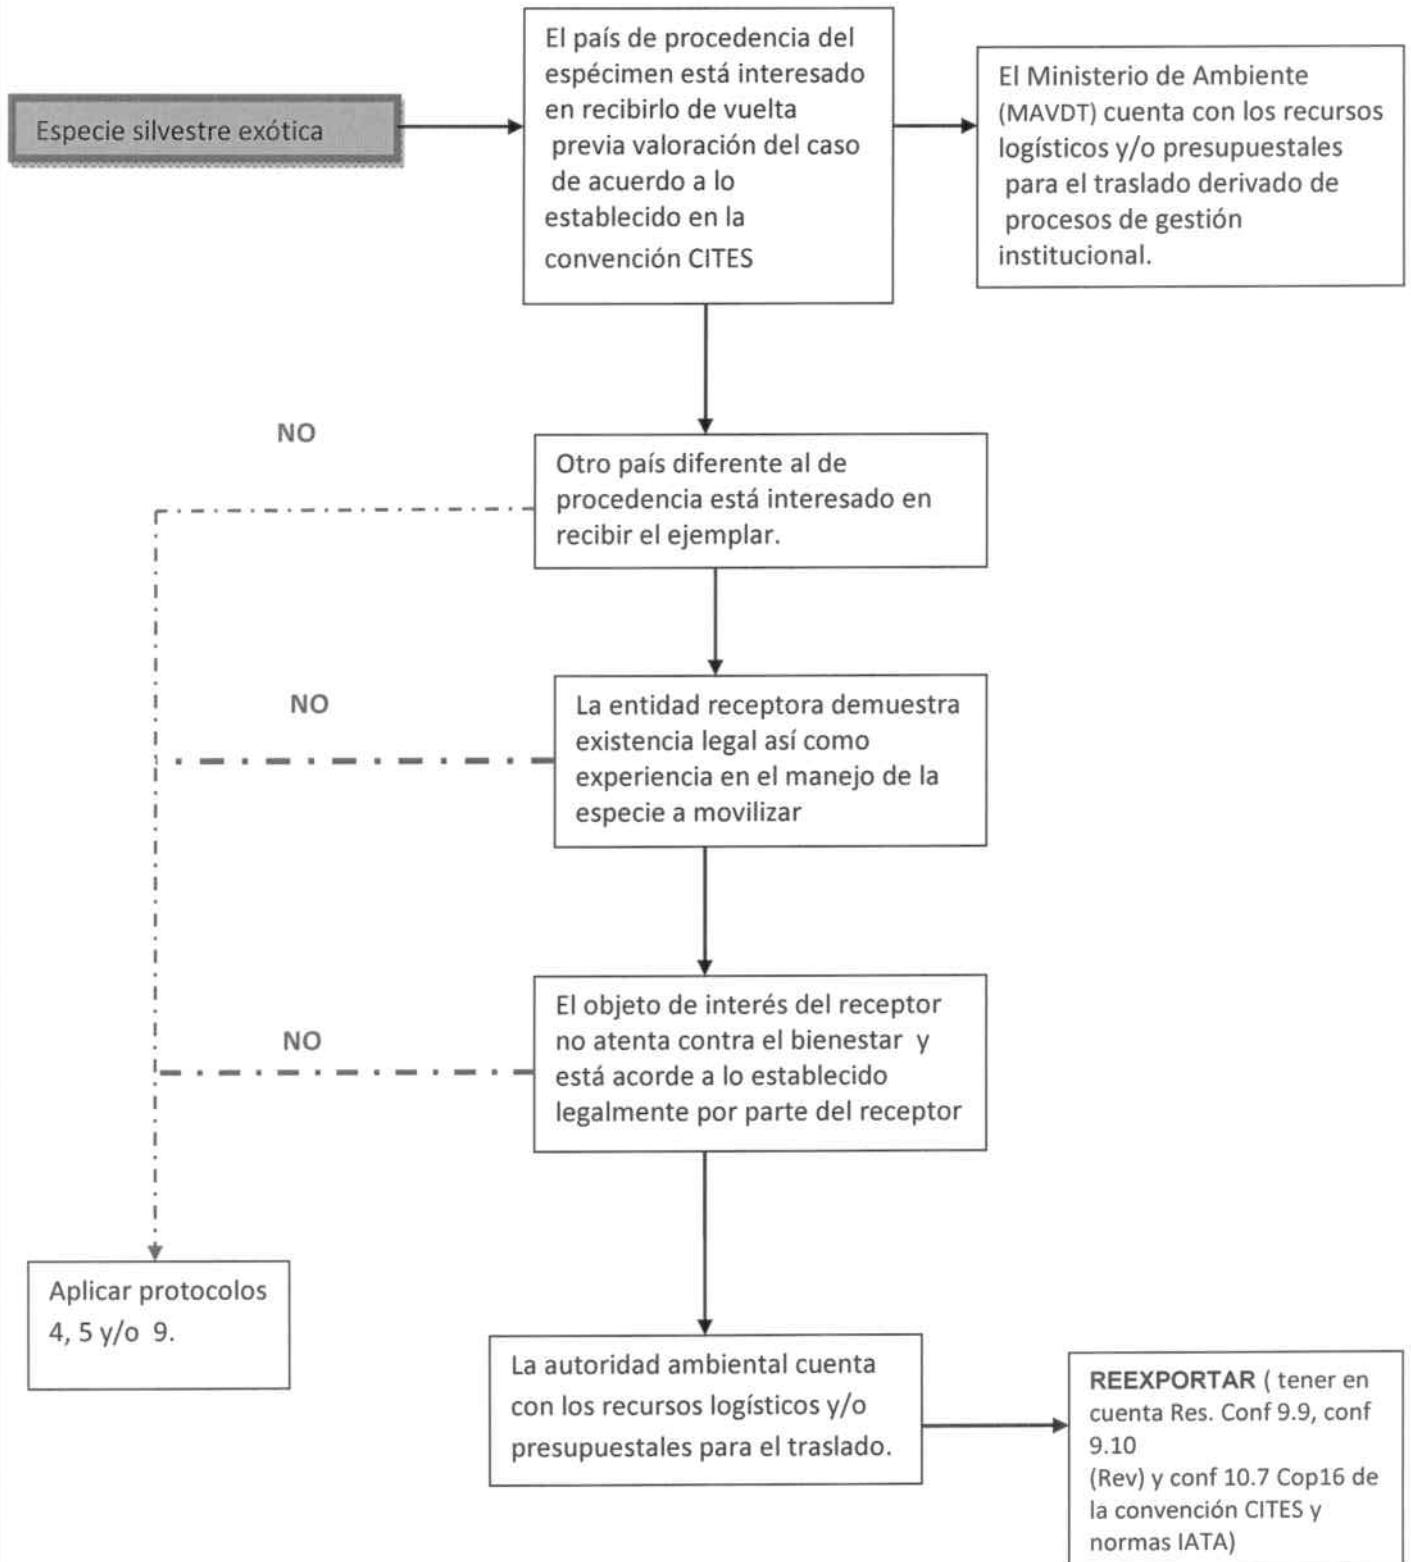 Especie silvestre exótica
El país de procedencia del
espécimen está interesado
en recibirlo de vuelta
previa valoración del caso
de acuerdo a lo
establecido en la
convención CITES
El Ministerio de Ambiente
(MAVDT) cuenta con los recursos
logísticos y/o presupuestales
para el traslado derivado de
procesos de gestión
institucional.
NO
Otro país diferente al de
procedencia está interesado en
recibir el ejemplar.
NO
La entidad receptora demuestra
existencia legal así como
experiencia en el manejo de la
especie a movilizar
NO
El objeto de interés del receptor
no atenta contra el bienestar y
está acorde a lo establecido
legalmente por parte del receptor
Aplicar protocolos
4, 5 y/o 9.
La autoridad ambiental cuenta
con los recursos logísticos y/o
presupuestales para el traslado.
REEXPORTAR ( tener en
cuenta Res. Conf 9.9, conf
9.10
(Rev) y conf 10.7 Cop16 de
la convención CITES y
normas IATA)